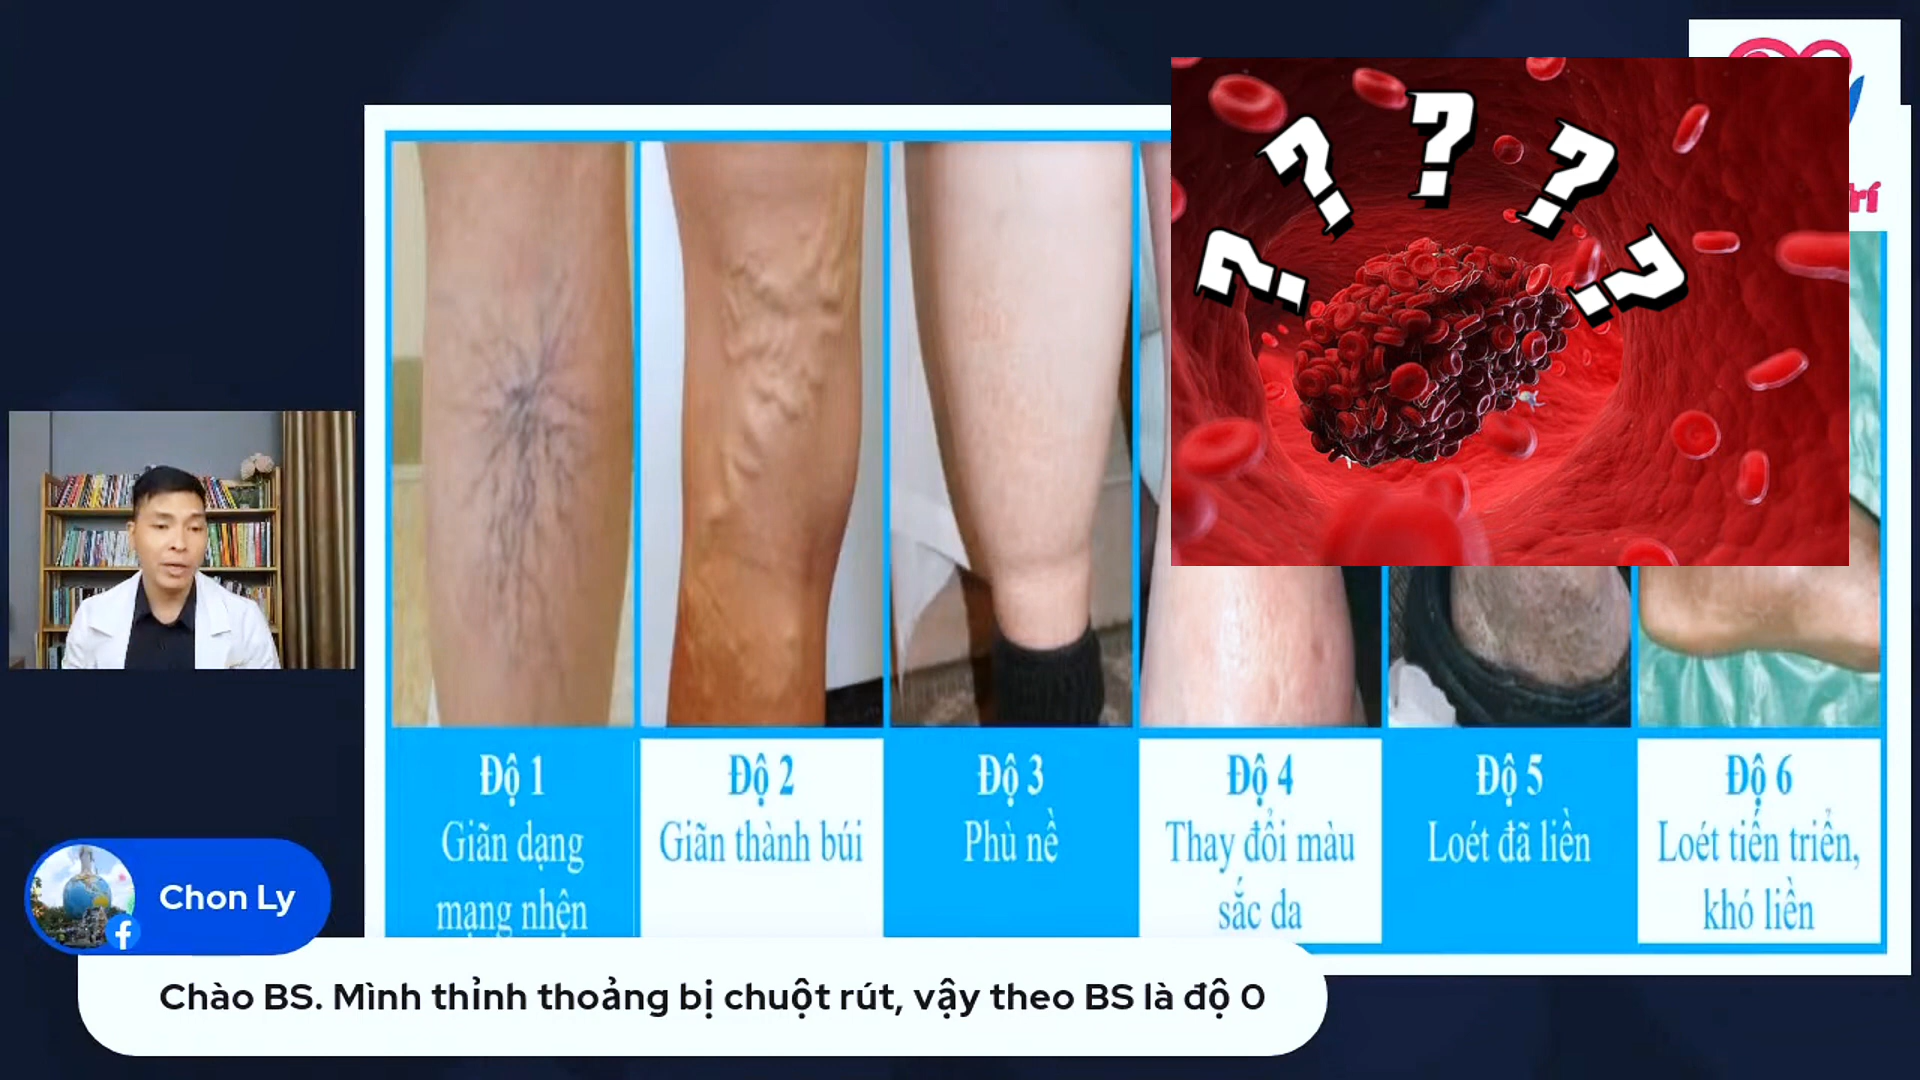 ? ? ? ? ?
Độ 1
Giãn dạng
mạng nhện
Độ 2
Giãn thành búi
Độ 3
Phù nề
Độ 4
Thay đổi màu
sắc da
Độ 5
Loét đã liền
Độ 6
Loét tiến triển,
khó liền
Chon Ly
Chào BS. Mình thỉnh thoảng bị chuột rút, vậy theo BS là độ 0